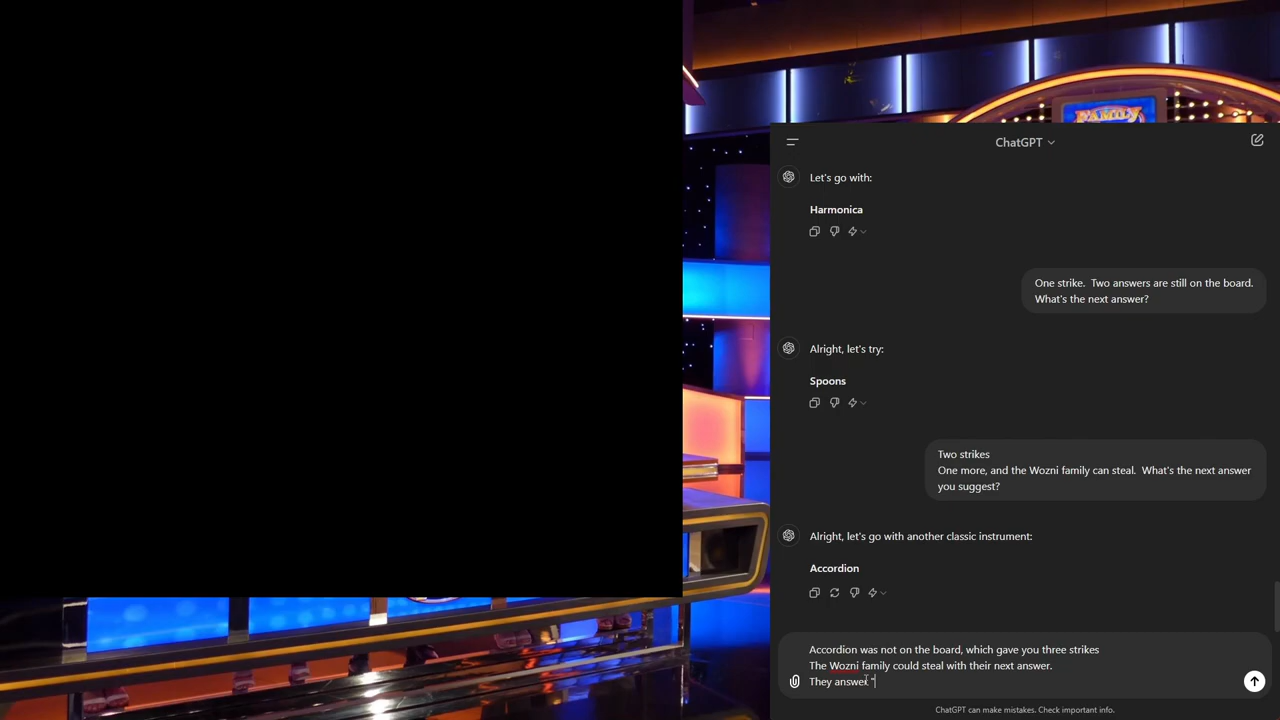 FAMILY
ChatGPT
Let's go with:
Harmonica
One strike.  Two answers are still on the board.
What's the next answer?
Alright, let's try:
Spoons
Two strikes
One more, and the Wozni family can steal.  What's the next answer
you suggest?
Alright, let's go with another classic instrument:
Accordion
Accordion was not on the board, which gave you three strikes
The Wozni family could steal with their next answer.
They answer "
ChatGPT can make mistakes. Check important info.